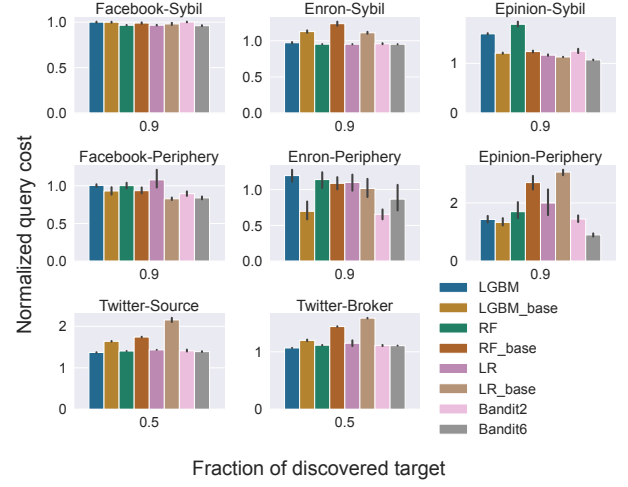 Facebook-Sybil
Enron-Sybil
Epinion-Sybil
1.0
0.5
0.0
0.9
1.0
0.5
0.0
0.9
1
0
0.9
Normalized query cost
Facebook-Periphery
Enron-Periphery
Epinion-Periphery
1.0
0.5
0.0
0.9
1.0
0.5
0.0
0.9
2
0
0.9
Twitter-Source
Twitter-Broker
2
1
0
0.5
1
0
0.5
LGBM
LGBM_base
RF
RF_base
LR
LR_base
Bandit2
Bandit6
Fraction of discovered target